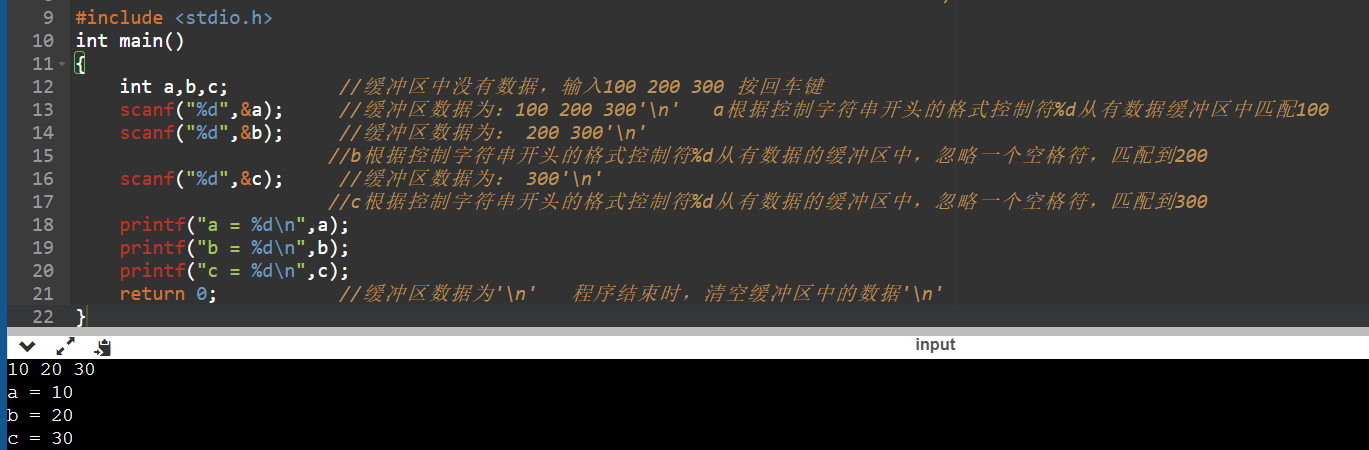 9 #include <stdio.h>
10 int main()
11 {
12 int a,b,c; //缓冲区中没有数据，输入100 200 300 按回车键
13 scanf("%d",&a); //缓冲区数据为：100 200 300'\n' a根据控制字符串开头的格式控制符%d从有数据缓冲区中匹配100
14 scanf("%d",&b); //缓冲区数据为： 200 300'\n'
15 //b根据控制字符串开头的格式控制符%d从有数据的缓冲区中，忽略一个空格符，匹配到200
16 scanf("%d",&c); //缓冲区数据为： 300'\n'
17 //c根据控制字符串开头的格式控制符%d从有数据的缓冲区中，忽略一个空格符，匹配到300
18 printf("a = %d\n",a);
19 printf("b = %d\n",b);
20 printf("c = %d\n",c);
21 return 0; //缓冲区数据为'\n' 程序结束时，清空缓冲区中的数据'\n'
22 }
input
10 20 30
a = 10
b = 20
c = 30